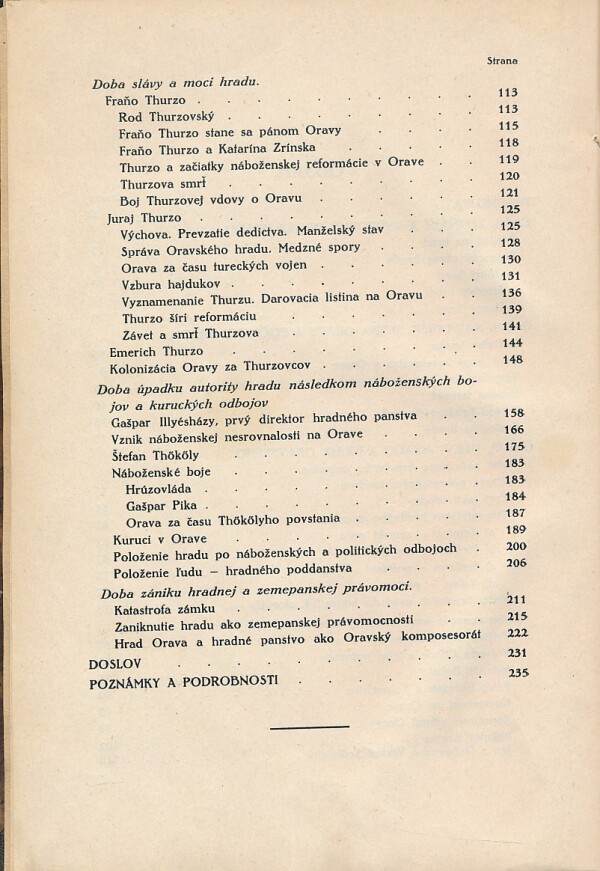 Strana
Doba slávy a moci hradu.
Fraňo Thurzo . . . . . . . . . 113
Rod Thurzovský . . . . . . . . 113
Fraňo Thurzo stane sa pánom Oravy . . . . 115
Fraňo Thurzo a Katarína Zrínska . . . . 118
Thurzo a začiatky náboženskej reformácie v Orave . . 119
Thurzova smrť . . . . . . . . 120
Boj Thurzovej vdovy o Oravu . . . . . 121
Juraj Thurzo . . . . . . . . . 125
Výchova. Prevzatie dedictva. Manželský stav . . . 125
Správa Oravského hradu. Medzné spory . . . . 128
Orava za času tureckých vojen . . . . . 130
Vzbura hajdukov . . . . . . . 131
Vyznamenanie Thurzu. Darovacia listina na Oravu . . 136
Thurzo šíri reformáciu . . . . . . 139
Závet a smrť Thurzova . . . . . . 141
Emerich Thurzo . . . . . . . . 144
Kolonizácia Oravy za Thurzovcov . . . . . 148
Doba úpadku autority hradu následkom náboženských bo-
jov a kuruckých odbojov
Gašpar Illyésházy, prvý direktor hradného panstva . . 158
Vznik náboženskej nesrovnalosti na Orave . . . . 166
Štefan Thököly . . . . . . . . 175
Náboženské boje . . . . . . . 183
Hrúzovláda . . . . . . . . 183
Gašpar Pika . . . . . . . . 184
Orava za času Thökölyho povstania . . . . 187
Kuruci v Orave . . . . . . . 189
Položenie hradu po náboženských a politických odbojoch . 200
Položenie ľudu – hradného poddanstva . . . . 206
Doba zániku hradnej a zemepanskej právomoci.
Katastrofa zámku . . . . . . . 211
Zaniknutie hradu ako zemepanskej právomocnosti . . 215
Hrad Orava a hradné panstvo ako Oravský komposesorát 222
DOSLOV . . . . . . . . . 231
POZNÁMKY A PODROBNOSTI . . . . . . 235